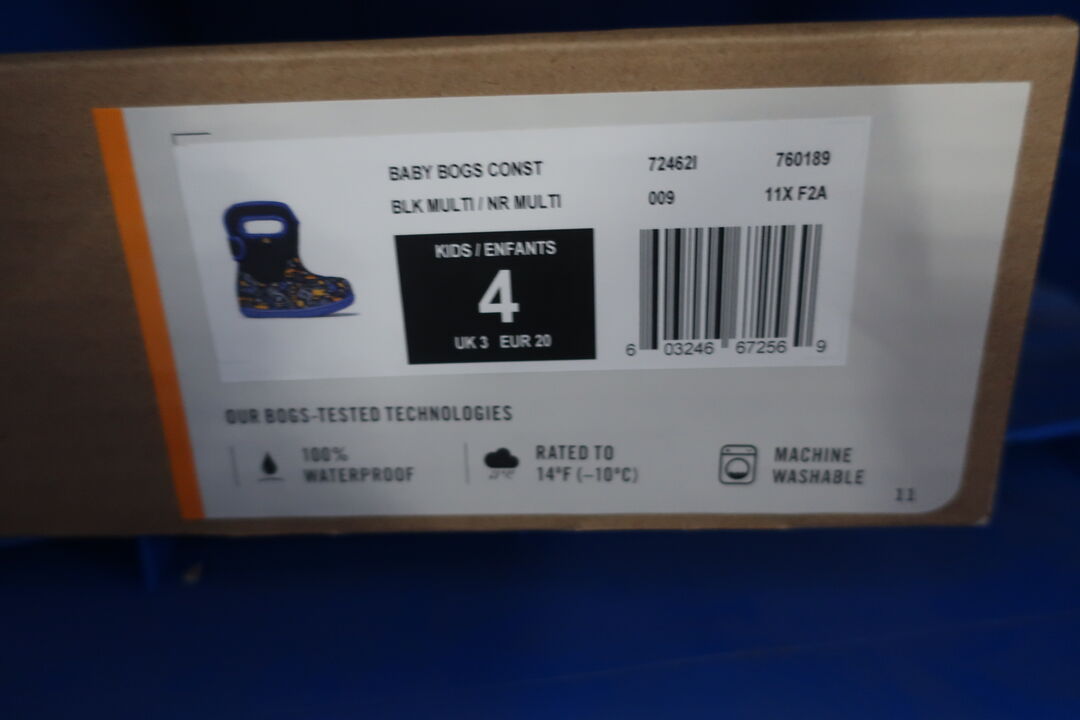 BABY BOGS CONST 72462I 760189
BLK MULTI / NR MULTI 009 11X F2A
KIDS / ENFANTS
4
UK 3 EUR 20
6 03246 67256 9
OUR BOGS-TESTED TECHNOLOGIES
100%
WATERPROOF
RATED TO
14°F (–10°C)
MACHINE
WASHABLE
11